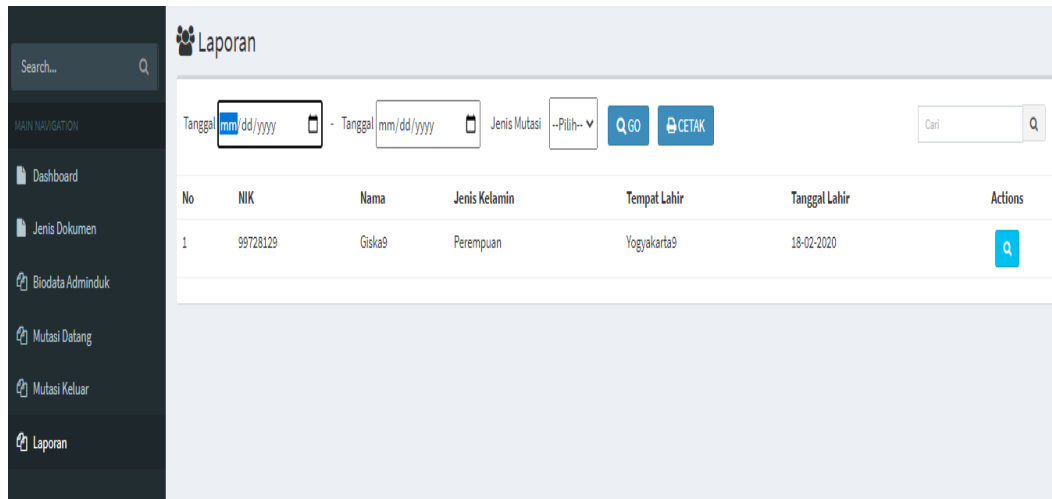 Laporan
Search...
MAIN NAVIGATION
Dashboard
Jenis Dokumen
Biodata Adminduk
Mutasi Datang
Mutasi Keluar
Laporan
Tanggal mm/dd/yyyy - Tanggal mm/dd/yyyy Jenis Mutasi --Pilih-- GO CETAK Cari
No NIK Nama Jenis Kelamin Tempat Lahir Tanggal Lahir Actions
1 99728129 Giska9 Perempuan Yogyakarta9 18-02-2020